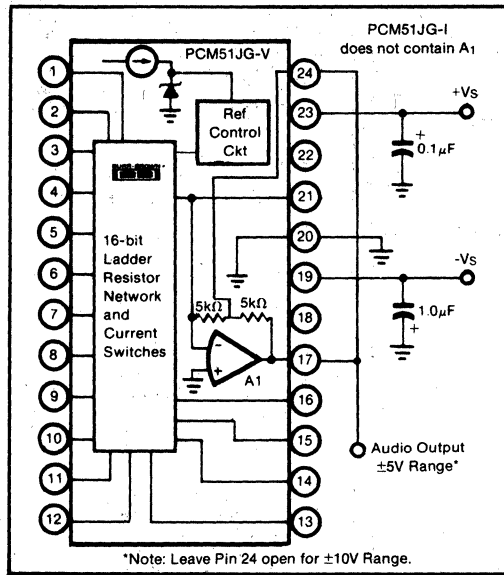 PCM51JG-V
PCM51JG-I
does not contain A1
1
2
3
4
5
6
7
8
9
10
11
12
24
23
22
21
20
19
18
17
16
15
14
13
Ref
Control
Ckt
BURR-BROWN
16-bit
Ladder
Resistor
Network
and
Current
Switches
5kΩ 5kΩ
-
+
A1
+VS
+
0.1μF
-VS
1.0μF
+
Audio Output
±5V Range*
*Note: Leave Pin 24 open for ±10V Range.